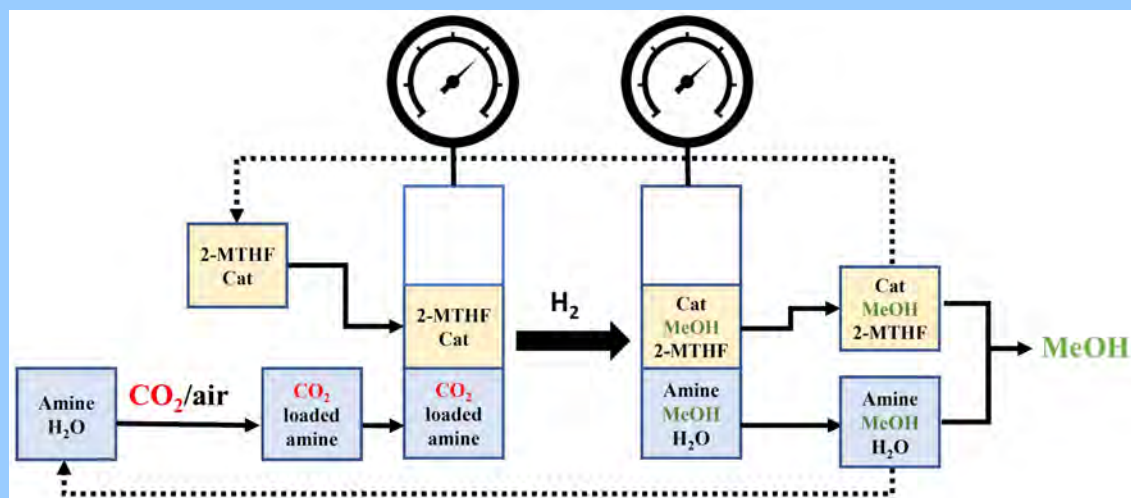 2-MTHF
Cat
Amine
H₂O
CO₂/air
CO₂
loaded
amine
2-MTHF
Cat
CO₂
loaded
amine
H₂
Cat
MeOH
2-MTHF
Amine
MeOH
H₂O
Cat
MeOH
2-MTHF
Amine
MeOH
H₂O
MeOH